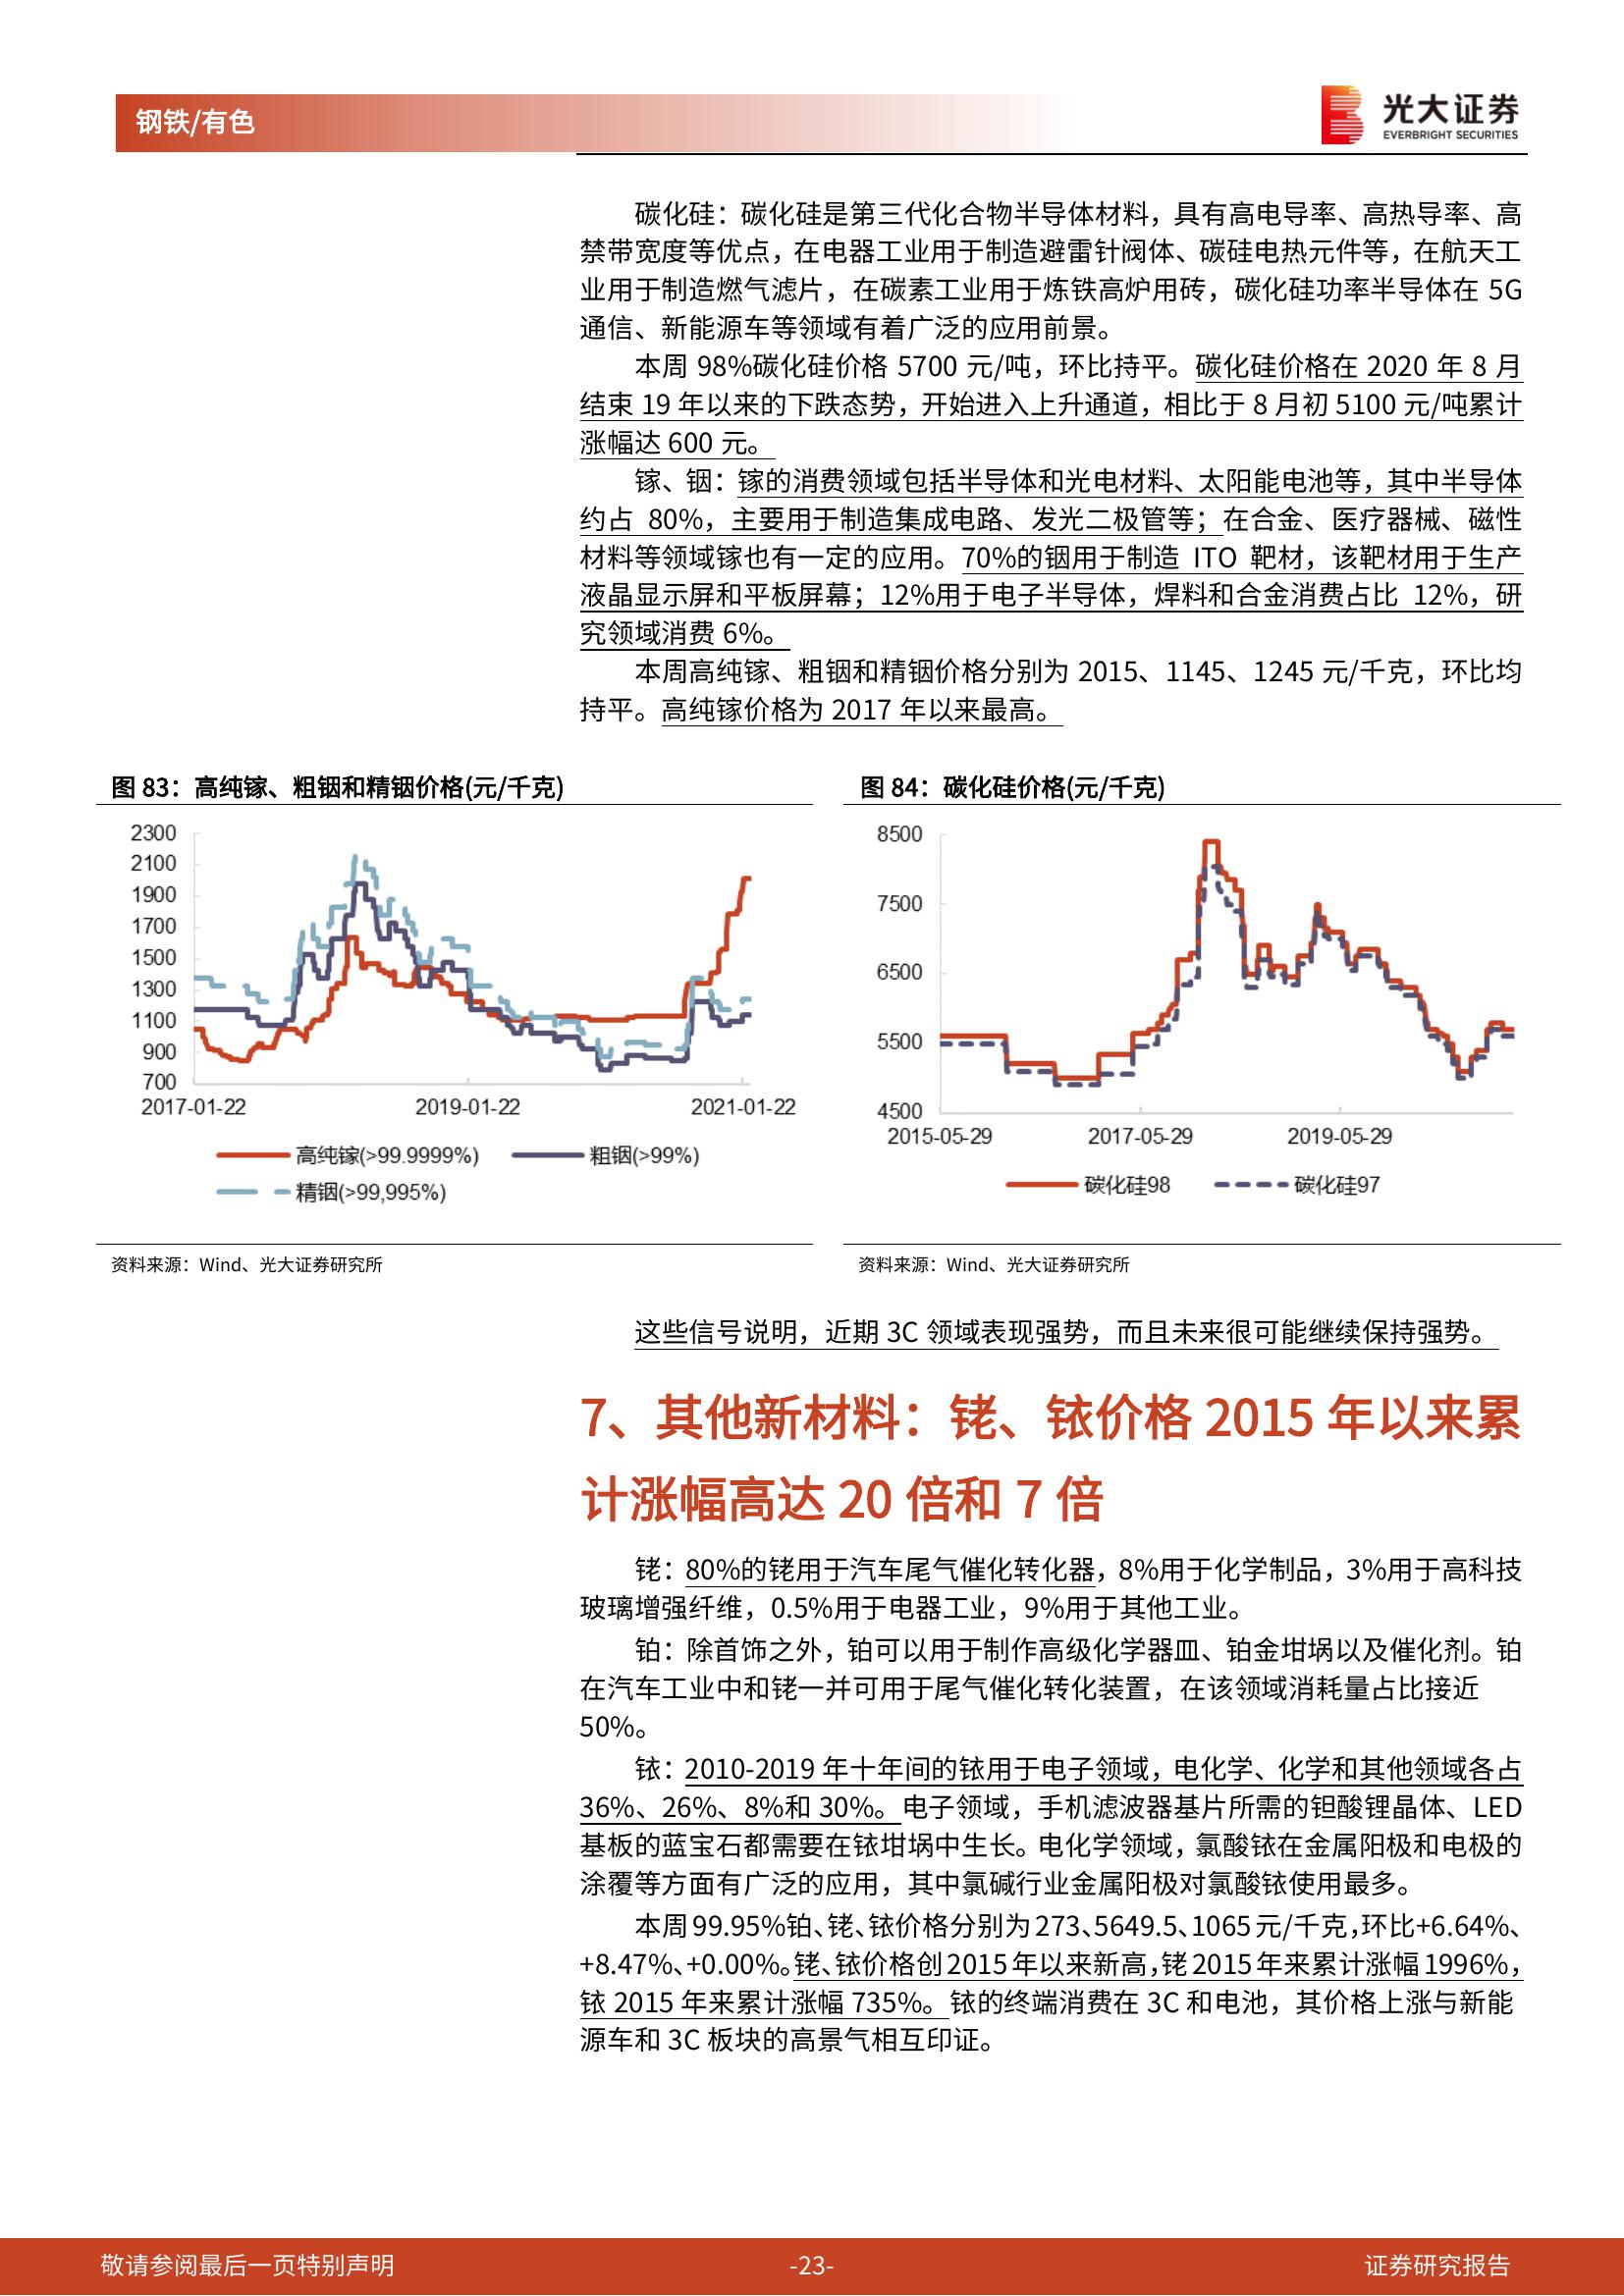 钢铁/有色
光大证券
EVERBRIGHT SECURITIES
碳化硅：碳化硅是第三代化合物半导体材料，具有高电导率、高热导率、高
禁带宽度等优点，在电器工业用于制造避雷针阀体、碳硅电热元件等，在航天工
业用于制造燃气滤片，在碳素工业用于炼铁高炉用砖，碳化硅功率半导体在 5G
通信、新能源车等领域有着广泛的应用前景。
本周 98%碳化硅价格 5700 元/吨，环比持平。碳化硅价格在 2020 年 8 月
结束 19 年以来的下跌态势，开始进入上升通道，相比于 8 月初 5100 元/吨累计
涨幅达 600 元。
镓、铟：镓的消费领域包括半导体和光电材料、太阳能电池等，其中半导体
约占 80%，主要用于制造集成电路、发光二极管等；在合金、医疗器械、磁性
材料等领域镓也有一定的应用。70%的铟用于制造 ITO 靶材，该靶材用于生产
液晶显示屏和平板屏幕；12%用于电子半导体，焊料和合金消费占比 12%，研
究领域消费 6%。
本周高纯镓、粗铟和精铟价格分别为 2015、1145、1245 元/千克，环比均
持平。高纯镓价格为 2017 年以来最高。
图 83：高纯镓、粗铟和精铟价格(元/千克)
2300
2100
1900
1700
1500
1300
1100
900
700
2017-01-22 2019-01-22 2021-01-22
高纯镓(>99.9999%) 粗铟(>99%)
精铟(>99,995%)
资料来源：Wind、光大证券研究所
图 84：碳化硅价格(元/千克)
8500
7500
6500
5500
4500
2015-05-29 2017-05-29 2019-05-29
碳化硅98 碳化硅97
资料来源：Wind、光大证券研究所
这些信号说明，近期 3C 领域表现强势，而且未来很可能继续保持强势。
7、其他新材料：铑、铱价格 2015 年以来累
计涨幅高达 20 倍和 7 倍
铑：80%的铑用于汽车尾气催化转化器，8%用于化学制品，3%用于高科技
玻璃增强纤维，0.5%用于电器工业，9%用于其他工业。
铂：除首饰之外，铂可以用于制作高级化学器皿、铂金坩埚以及催化剂。铂
在汽车工业中和铑一并可用于尾气催化转化装置，在该领域消耗量占比接近
50%。
铱：2010-2019 年十年间的铱用于电子领域，电化学、化学和其他领域各占
36%、26%、8%和 30%。电子领域，手机滤波器基片所需的钽酸锂晶体、LED
基板的蓝宝石都需要在铱坩埚中生长。电化学领域，氯酸铱在金属阳极和电极的
涂覆等方面有广泛的应用，其中氯碱行业金属阳极对氯酸铱使用最多。
本周 99.95%铂、铑、铱价格分别为 273、5649.5、1065 元/千克，环比+6.64%、
+8.47%、+0.00%。铑、铱价格创 2015 年以来新高，铑 2015 年来累计涨幅 1996%，
铱 2015 年来累计涨幅 735%。铱的终端消费在 3C 和电池，其价格上涨与新能
源车和 3C 板块的高景气相互印证。
敬请参阅最后一页特别声明 -23- 证券研究报告